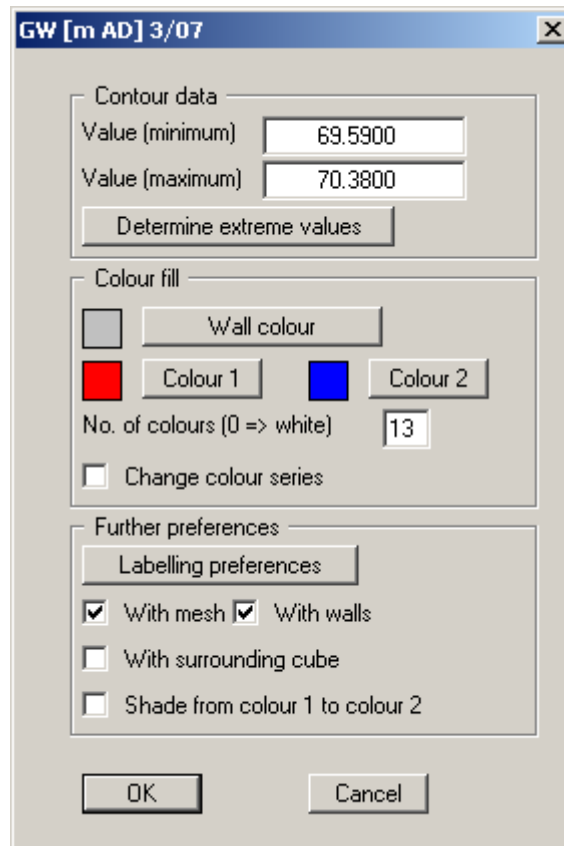 GW [m AD] 3/07
Contour data
Value (minimum) 69.5900
Value (maximum) 70.3800
Determine extreme values
Colour fill
Wall colour
Colour 1 Colour 2
No. of colours (0 => white) 13
Change colour series
Further preferences
Labelling preferences
With mesh With walls
With surrounding cube
Shade from colour 1 to colour 2
OK Cancel